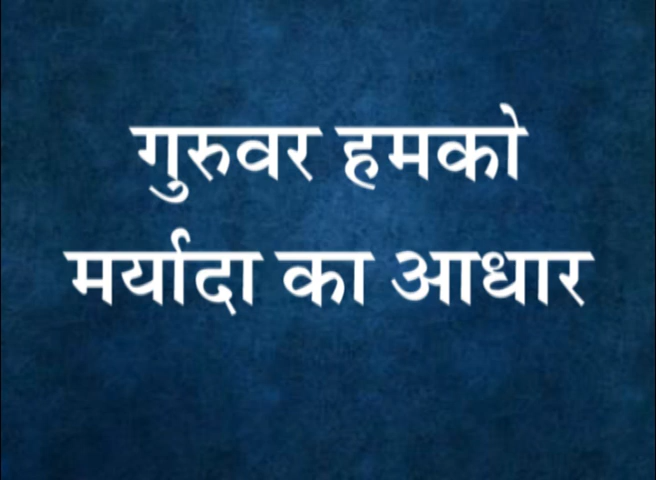 गुरुवर हमको
मर्यादा का आधार